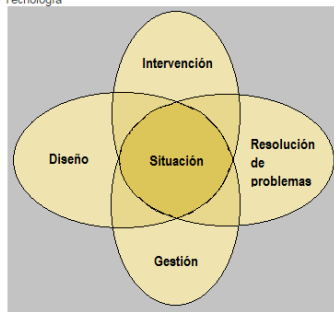 Tecnología
Intervención
Diseño
Situación
Resolución
de
problemas
Gestión